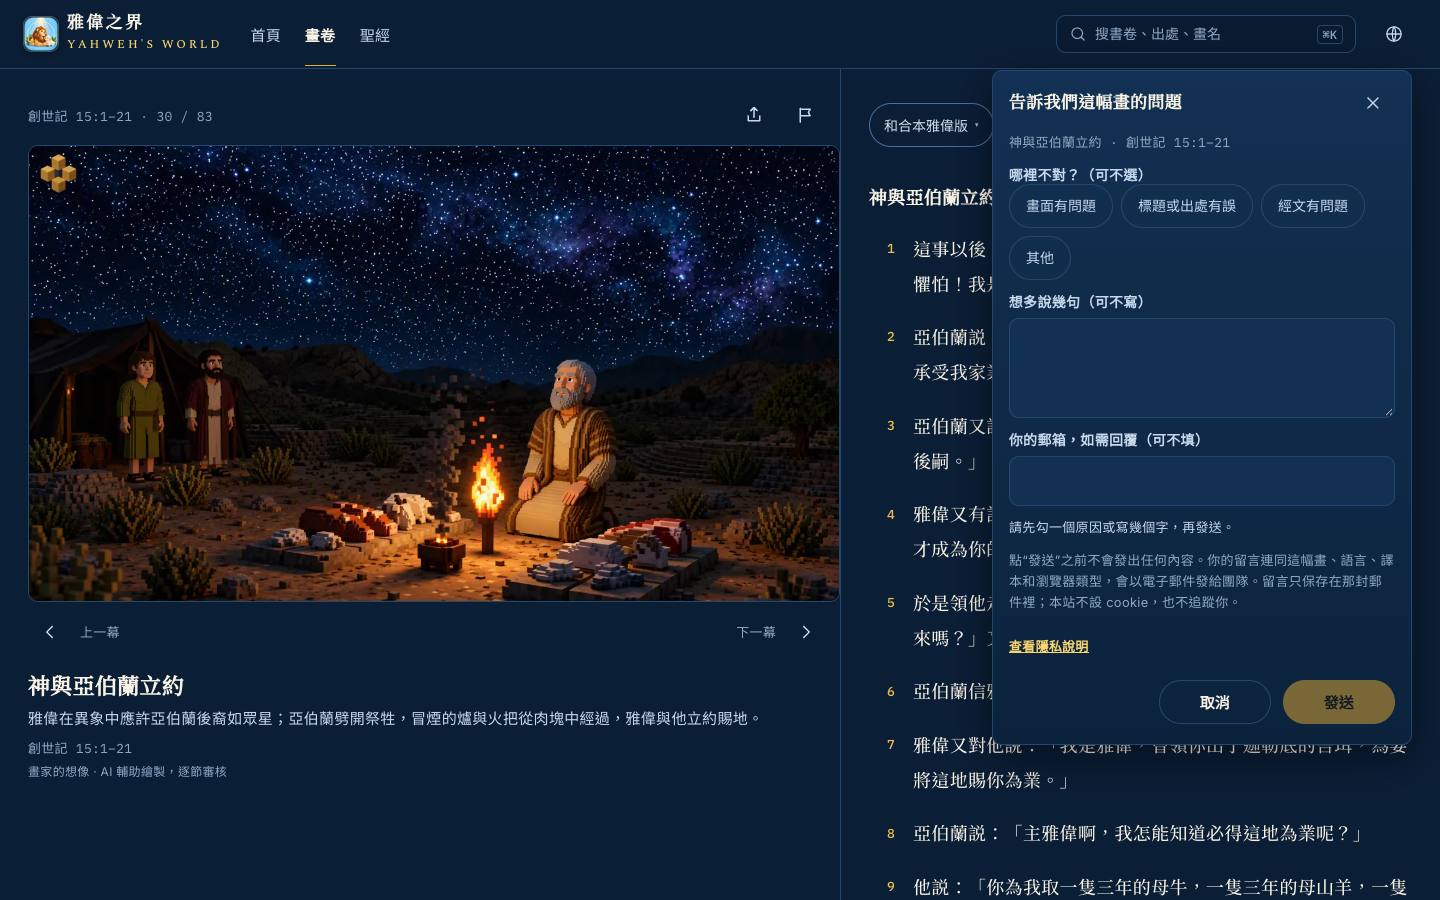 雅偉之界
YAHWEH'S WORLD
首頁
畫卷
聖經
搜書卷、出處、畫名
⌘K
創世記 15:1–21 · 30 / 83
上一幕
下一幕
神與亞伯蘭立約
雅偉在異象中應許亞伯蘭後裔如眾星；亞伯蘭劈開祭牲，冒煙的爐與火把從肉塊中經過，雅偉與他立約賜地。
創世記 15:1–21
畫家的想像 · AI 輔助繪製，逐節審核
和合本雅偉版
神與亞伯蘭立約
1 這事以後
懼怕！我
2 亞伯蘭説
承受我家
3 亞伯蘭又
後嗣。」
4 雅偉又有
才成為你
5 於是領他
來嗎？」
6 亞伯蘭信
7 雅偉又對他説：「我是雅偉，曾領你出了迦勒底的吾珥，為要
將這地賜你為業。」
8 亞伯蘭説：「主雅偉啊，我怎能知道必得這地為業呢？」
9 他説：「你為我取一隻三年的母牛，一隻三年的母山羊，一隻
告訴我們這幅畫的問題
神與亞伯蘭立約 · 創世記 15:1–21
哪裡不對？（可不選）
畫面有問題
標題或出處有誤
經文有問題
其他
想多說幾句（可不寫）
你的郵箱，如需回覆（可不填）
請先勾一個原因或寫幾個字，再發送。
點“發送”之前不會發出任何內容。你的留言連同這幅畫、語言、譯
本和瀏覽器類型，會以電子郵件發給團隊。留言只保存在那封郵
件裡；本站不設 cookie，也不追蹤你。
查看隱私說明
取消
發送